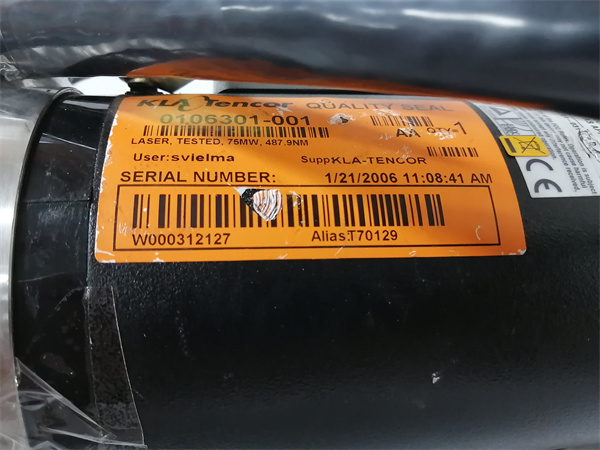 KLA Tencor QUALITY SEAL
0106301-001
AA QTY 1
LASER, TESTED, 75MW, 487.9NM
User:svielma SuppKLA-TENCOR
SERIAL NUMBER: 1/21/2006 11:08:41 AM
W000312127 Alias:T70129
CE